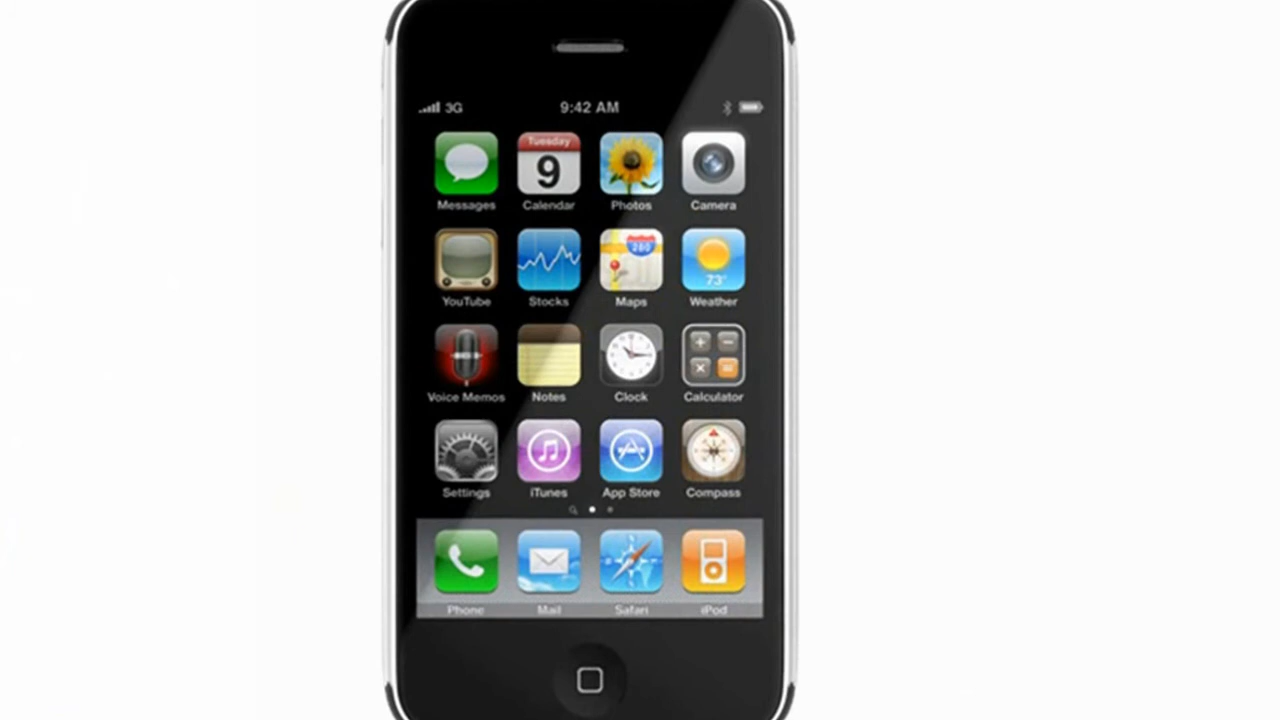 3G 9:42 AM
Tuesday
9
Messages Calendar Photos Camera
280
73°
YouTube Stocks Maps Weather
Voice Memos Notes Clock Calculator
Settings iTunes App Store Compass
Phone Mail Safari iPod